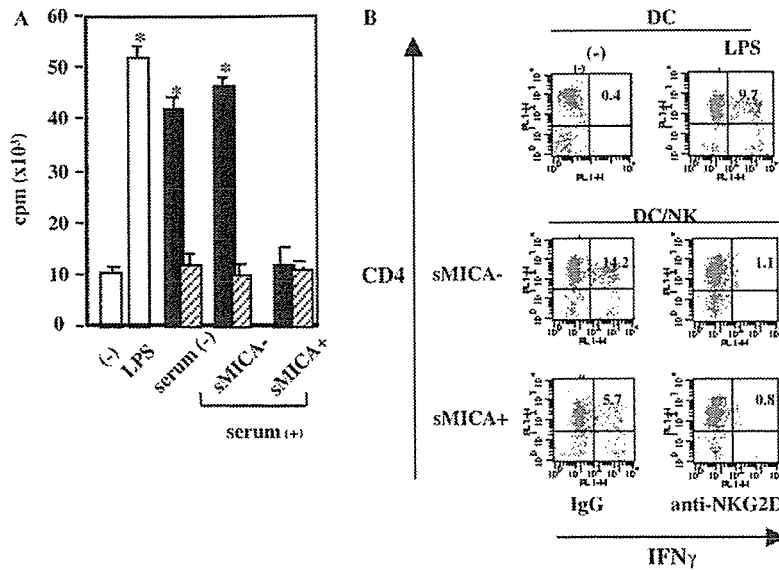 A
cpm (x10³)
60
50
40
30
20
10
0
*
*
*
(-)
LPS
serum (-)
sMICA-
sMICA+
serum (+)
B
DC
(-)
LPS
(-)
0.4
9.7
DC/NK
CD4
sMICA-
14.2
1.1
sMICA+
5.7
0.8
IgG
anti-NKG2D
IFNγ